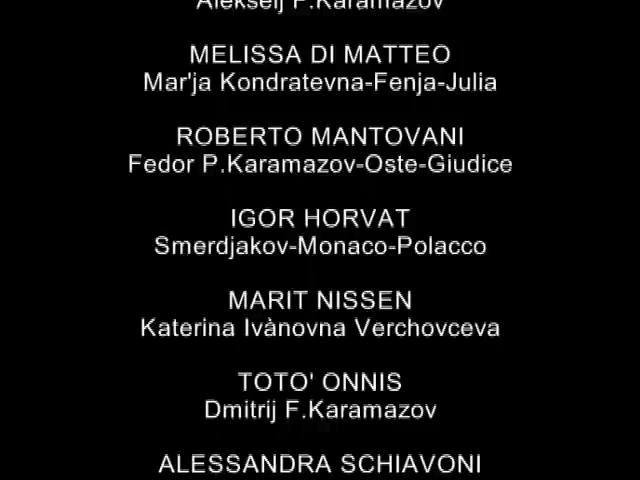 Alekseij F.Karamazov
MELISSA DI MATTEO
Mar'ja Kondratevna-Fenja-Julia
ROBERTO MANTOVANI
Fedor P.Karamazov-Oste-Giudice
IGOR HORVAT
Smerdjakov-Monaco-Polacco
MARIT NISSEN
Katerina Ivànovna Verchovceva
TOTO' ONNIS
Dmitrij F.Karamazov
ALESSANDRA SCHIAVONI